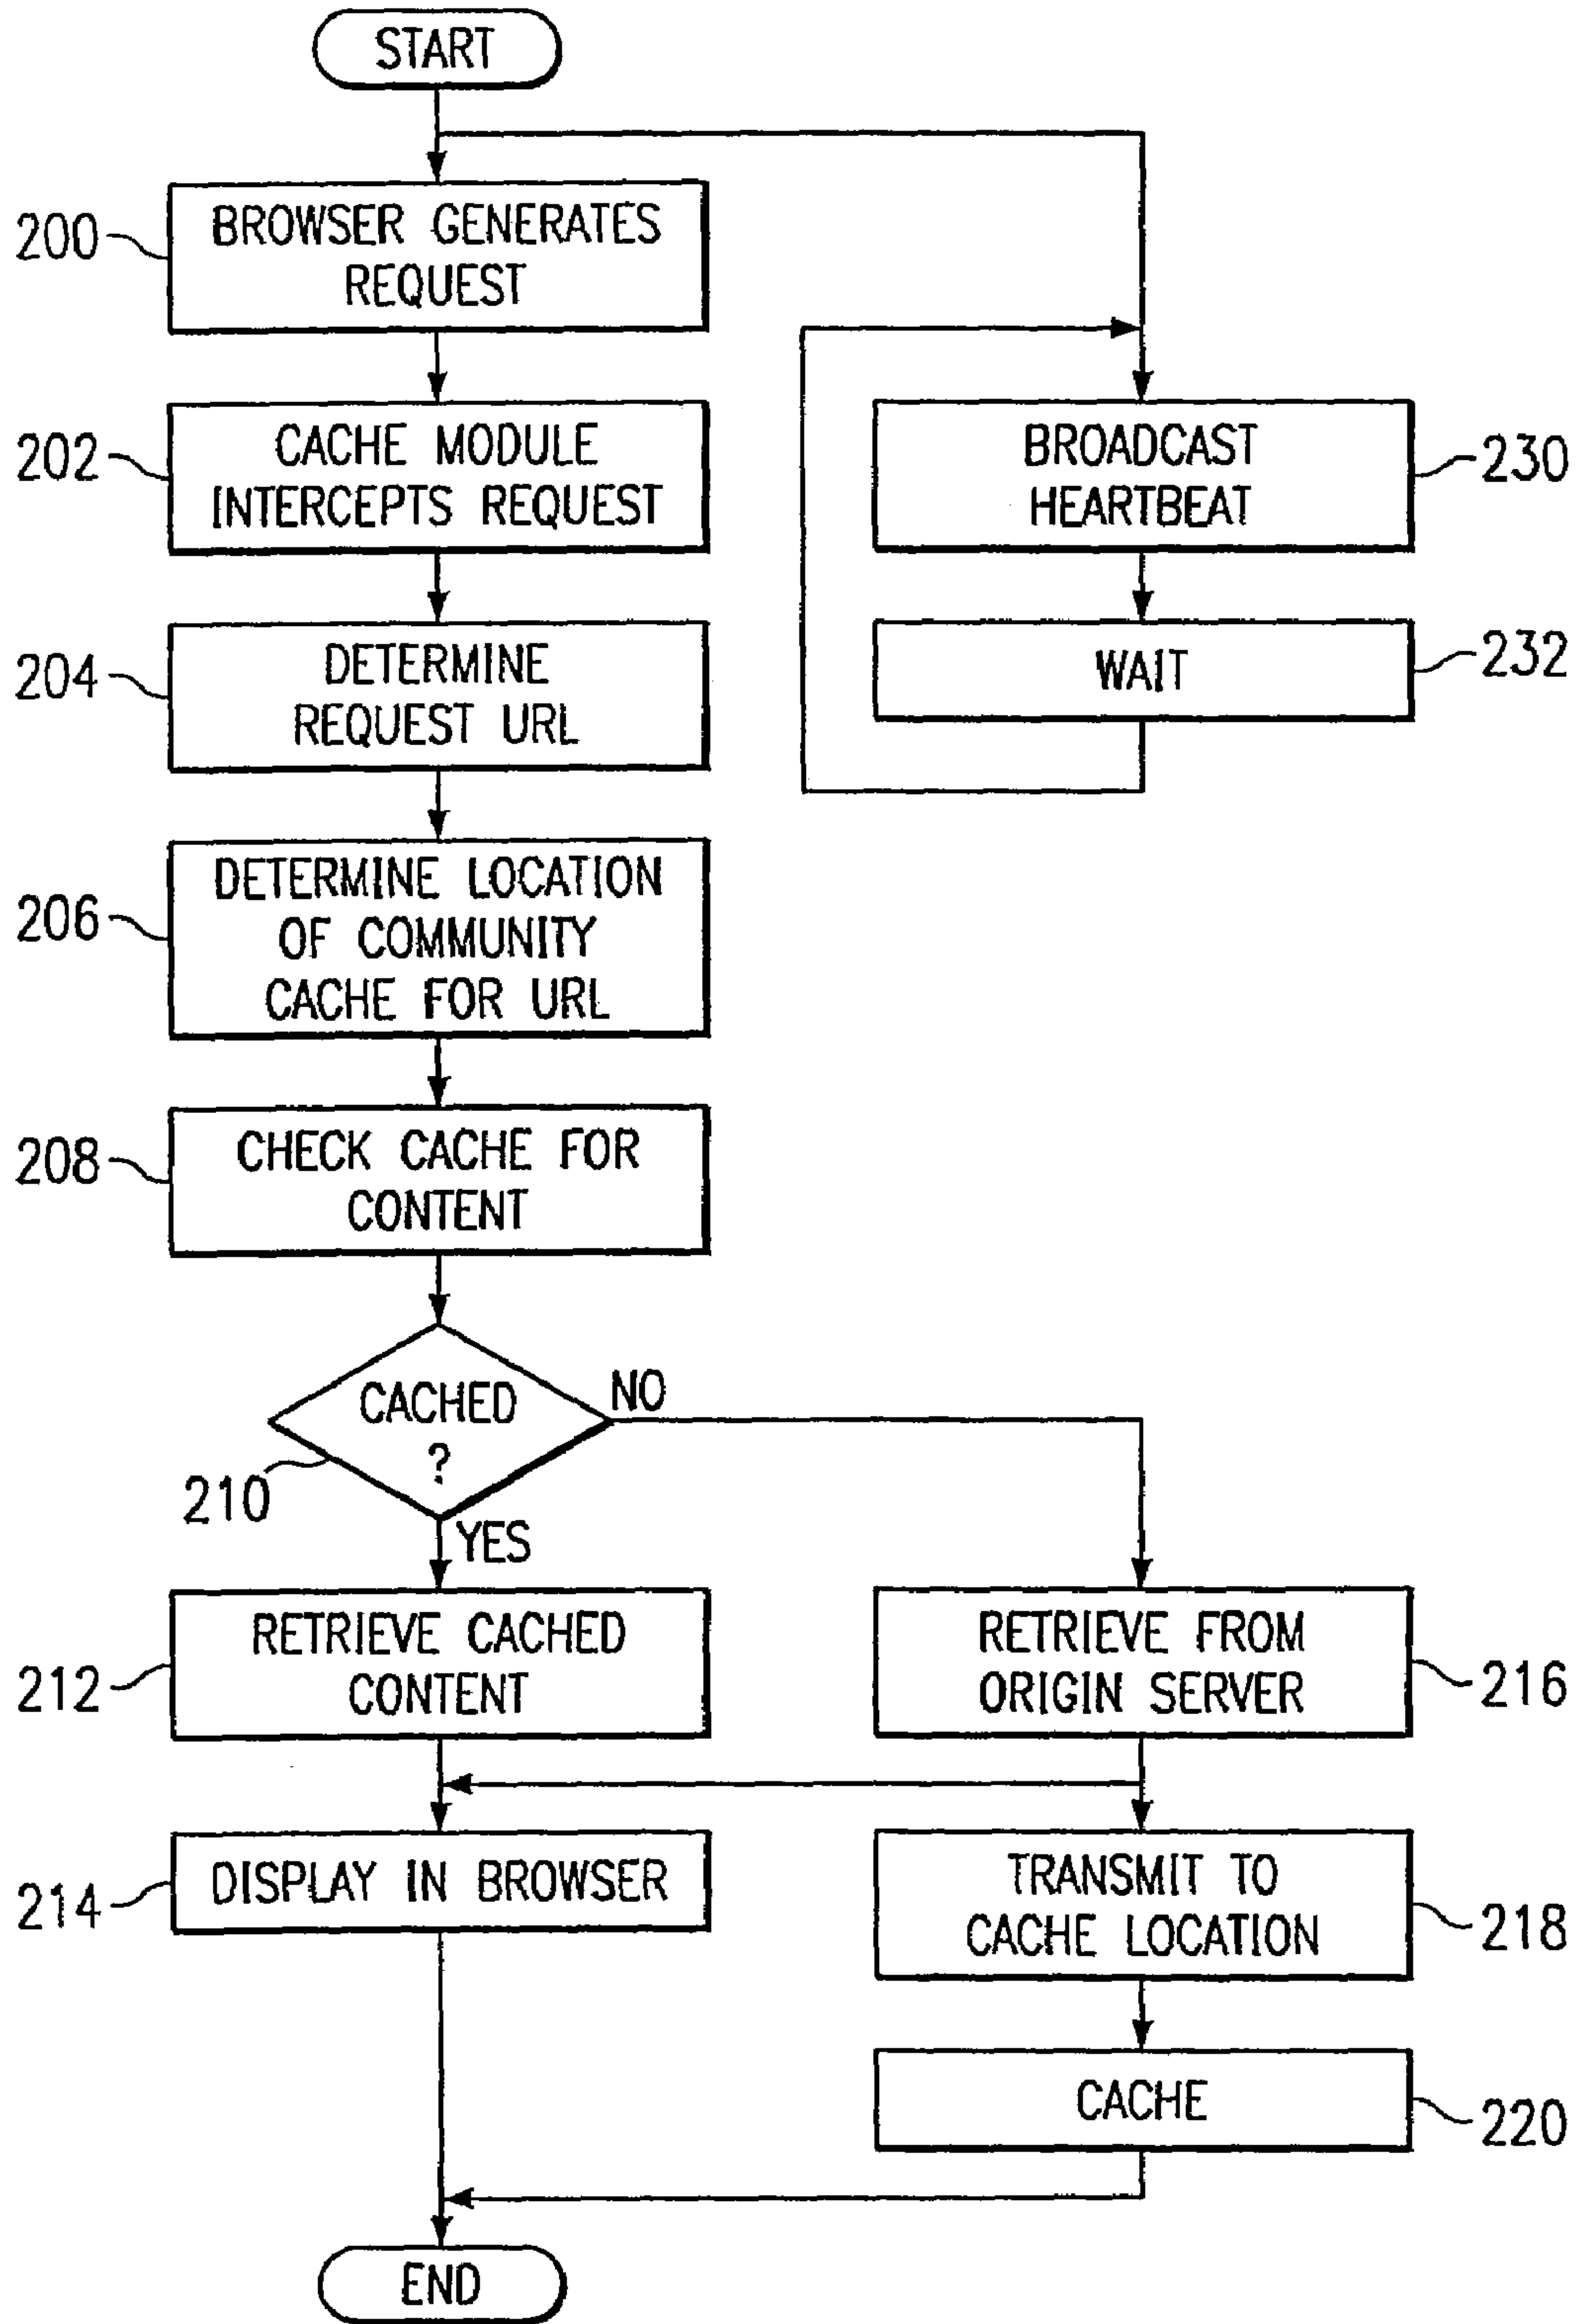 START
200
BROWSER GENERATES
REQUEST
202
CACHE MODULE
INTERCEPTS REQUEST
BROADCAST
HEARTBEAT
230
204
DETERMINE
REQUEST URL
WAIT
232
206
DETERMINE LOCATION
OF COMMUNITY
CACHE FOR URL
208
CHECK CACHE FOR
CONTENT
CACHED
?
NO
210
YES
212
RETRIEVE CACHED
CONTENT
RETRIEVE FROM
ORIGIN SERVER
216
214
DISPLAY IN BROWSER
TRANSMIT TO
CACHE LOCATION
218
CACHE
220
END